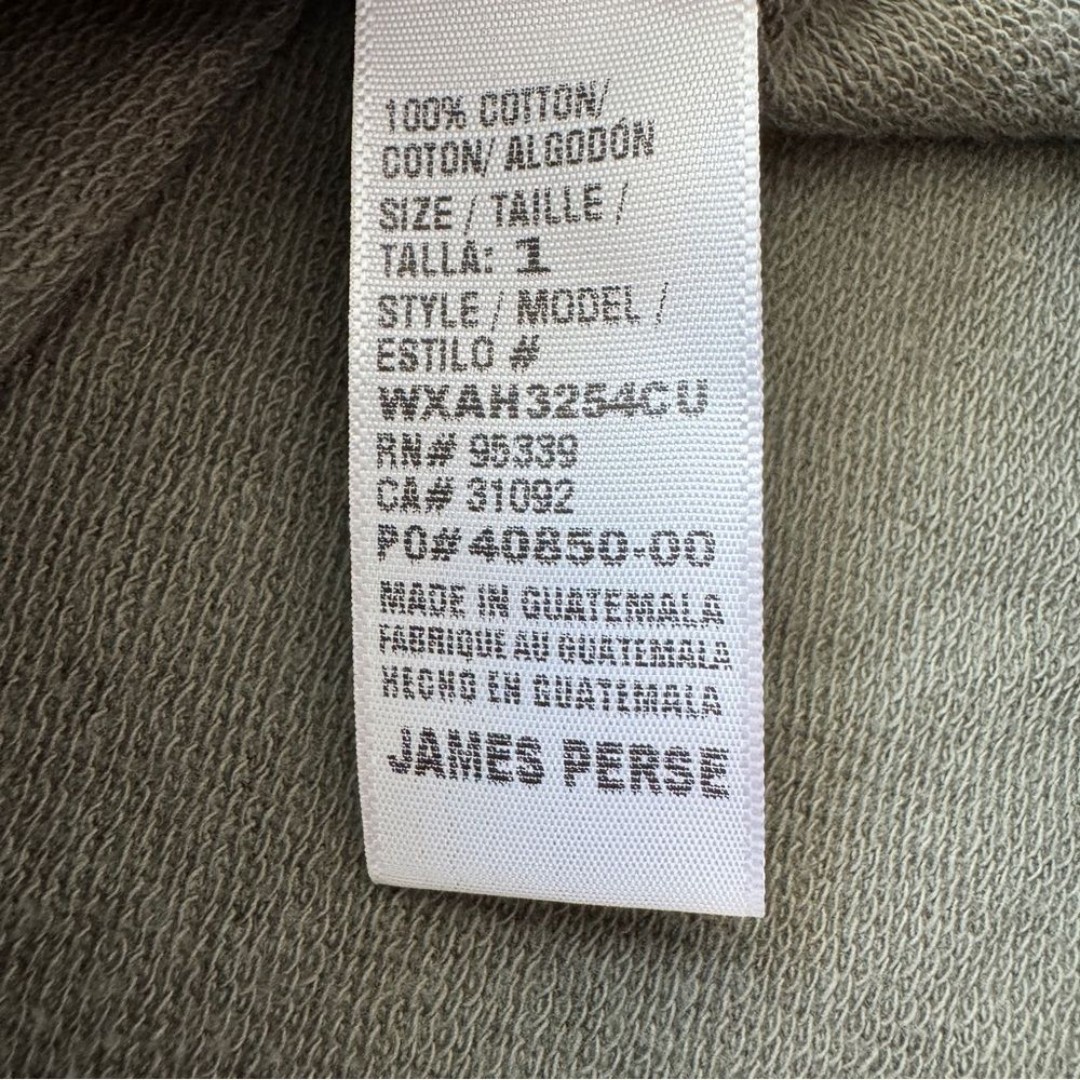 100% COTTON/
COTON/ ALGODÓN
SIZE / TAILLE /
TALLA: 1
STYLE / MODEL /
ESTILO #
WXAH3254CU
RN# 95339
CA# 31092
PO# 40850-00
MADE IN GUATEMALA
FABRIQUE AU GUATEMALA
HECHO EN GUATEMALA
JAMES PERSE